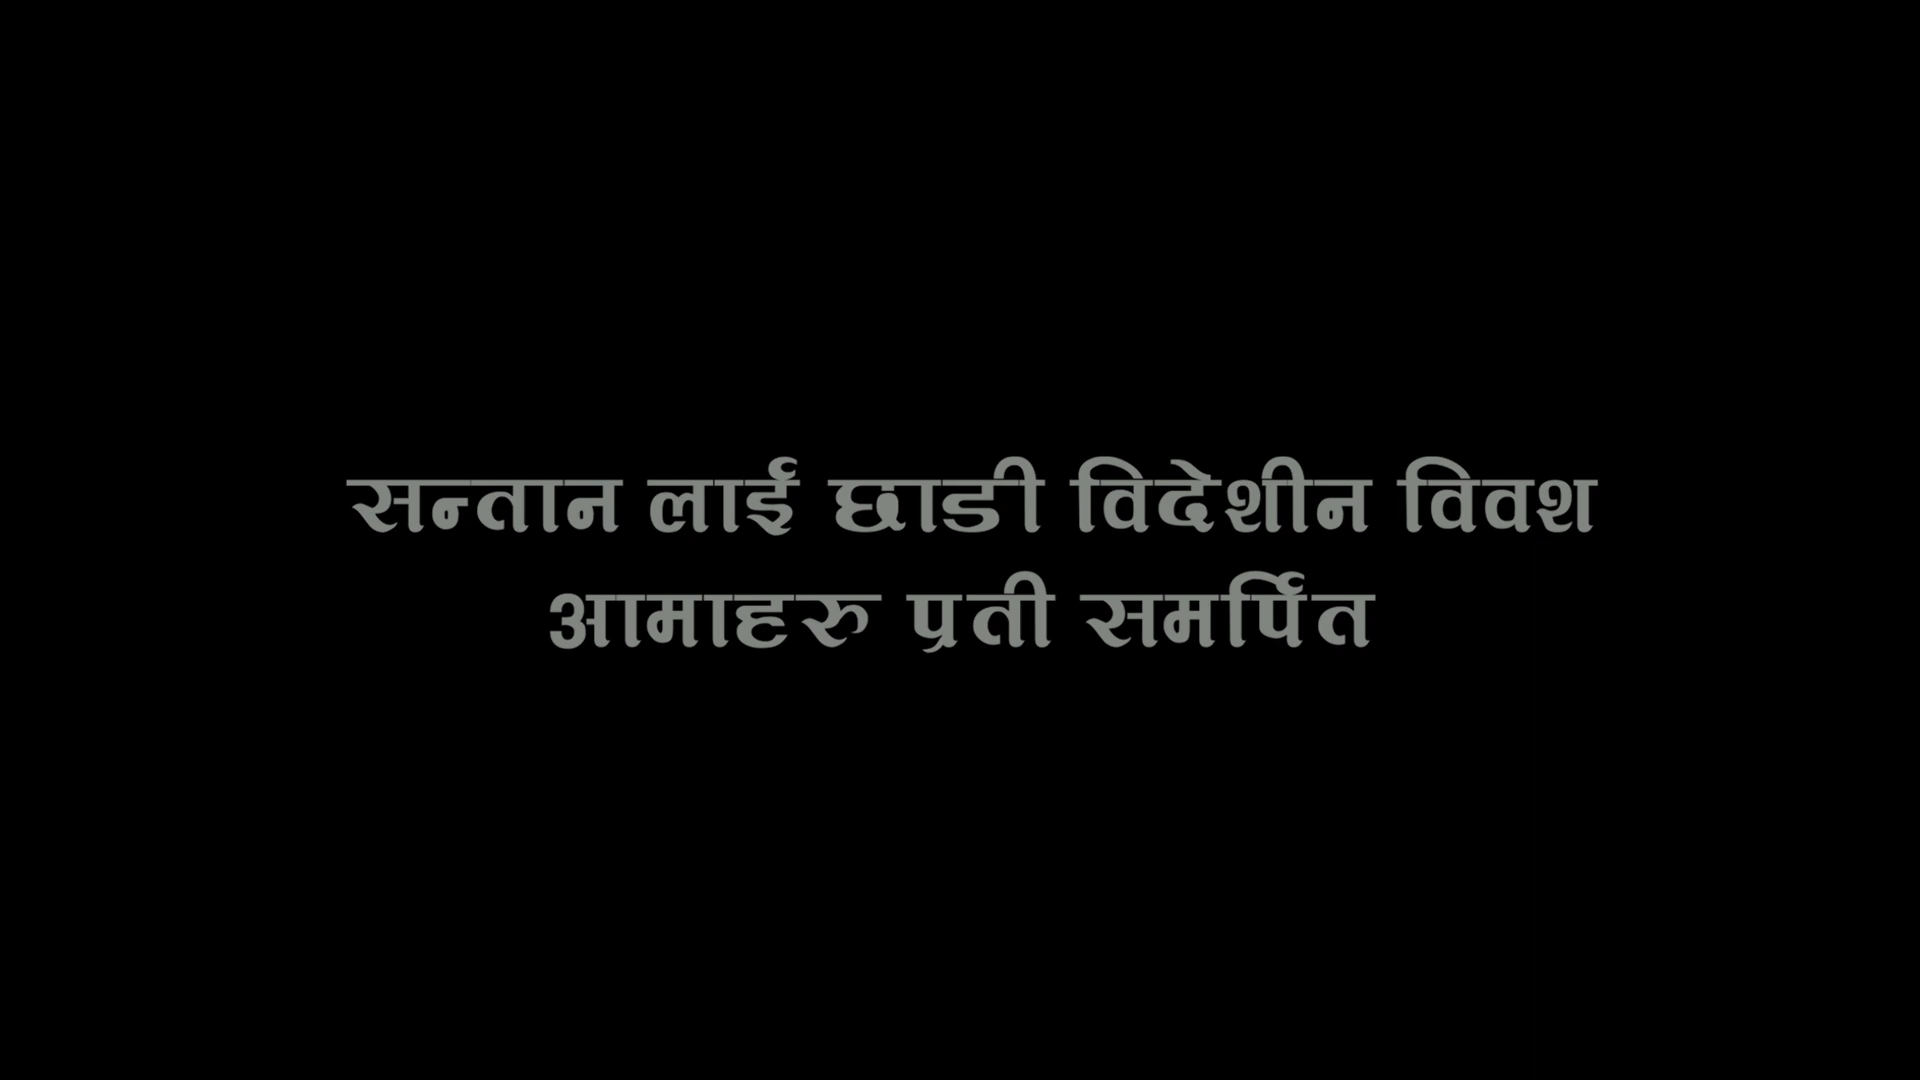 सन्तान लाई छाडी विदेशीन विवश
आमाहरु प्रती समर्पित